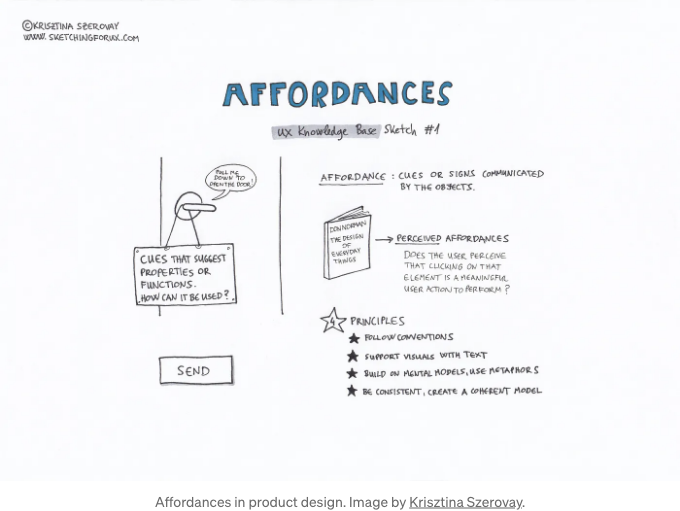 ©KRISZTINA SZEROVAY
WWW.SKETCHINGFORUX.COM
AFFORDANCES
UX Knowledge Base Sketch #1
PULL ME
DOWN TO
OPEN THE DOOR!
CUES THAT SUGGEST
PROPERTIES OR
FUNCTIONS.
HOW CAN IT BE USED?
SEND
AFFORDANCE : CUES OR SIGNS COMMUNICATED
BY THE OBJECTS.
DON NORMAN:
THE DESIGN
OF
EVERYDAY
THINGS
PERCEIVED AFFORDANCES
DOES THE USER PERCEIVE
THAT CLICKING ON THAT
ELEMENT IS A MEANINGFUL
USER ACTION TO PERFORM?
4 PRINCIPLES
FOLLOW CONVENTIONS
SUPPORT VISUALS WITH TEXT
BUILD ON MENTAL MODELS, USE METAPHORS
BE CONSISTENT, CREATE A COHERENT MODEL
Affordances in product design. Image by Krisztina Szerovay.